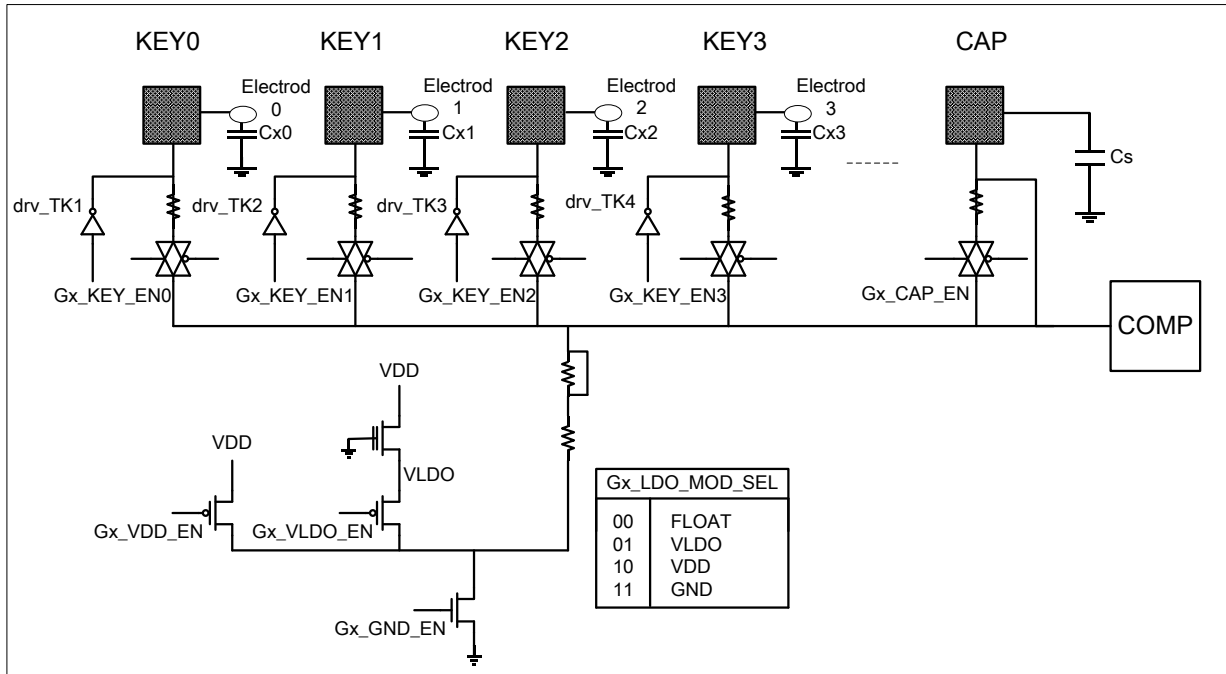 KEY0 KEY1 KEY2 KEY3 CAP
Electrod 0
Electrod 1
Electrod 2
Electrod 3
Cx0 Cx1 Cx2 Cx3
Cs
drv_TK1 drv_TK2 drv_TK3 drv_TK4
Gx_KEY_EN0 Gx_KEY_EN1 Gx_KEY_EN2 Gx_KEY_EN3 Gx_CAP_EN
COMP
VDD
VDD
VLDO
Gx_VDD_EN Gx_VLDO_EN
Gx_GND_EN
Gx_LDO_MOD_SEL
00 FLOAT
01 VLDO
10 VDD
11 GND